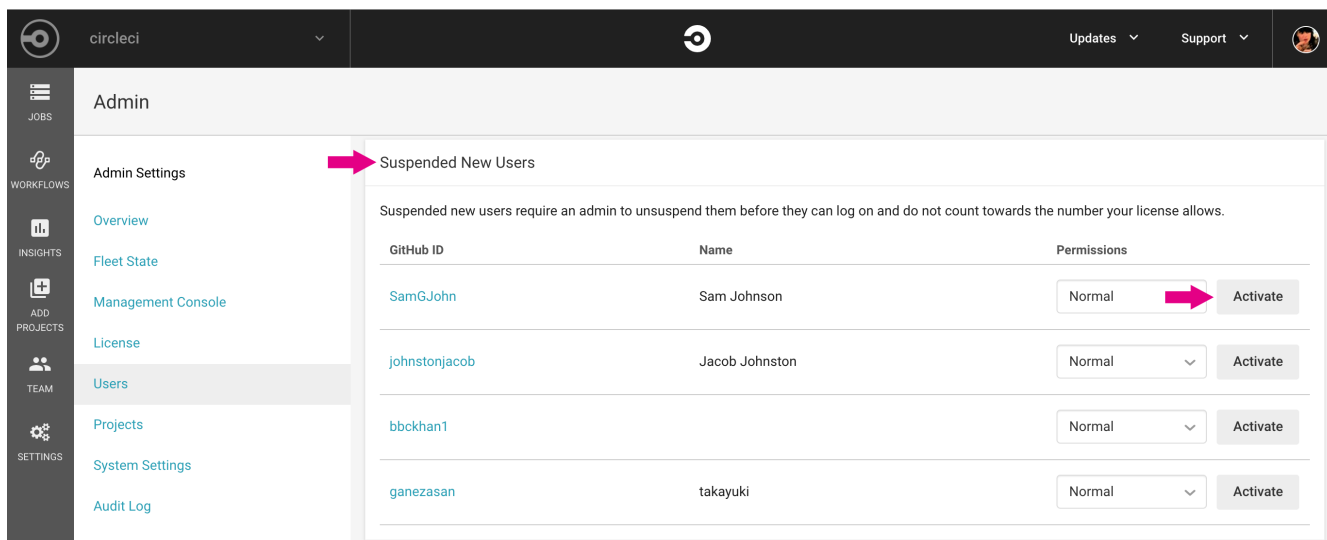 circleci
Updates
Support
JOBS
WORKFLOWS
INSIGHTS
ADD
PROJECTS
TEAM
SETTINGS
Admin
Admin Settings
Overview
Fleet State
Management Console
License
Users
Projects
System Settings
Audit Log
Suspended New Users
Suspended new users require an admin to unsuspend them before they can log on and do not count towards the number your license allows.
GitHub ID Name Permissions
SamGJohn Sam Johnson Normal Activate
johnstonjacob Jacob Johnston Normal Activate
bbckhan1 Normal Activate
ganezasan takayuki Normal Activate